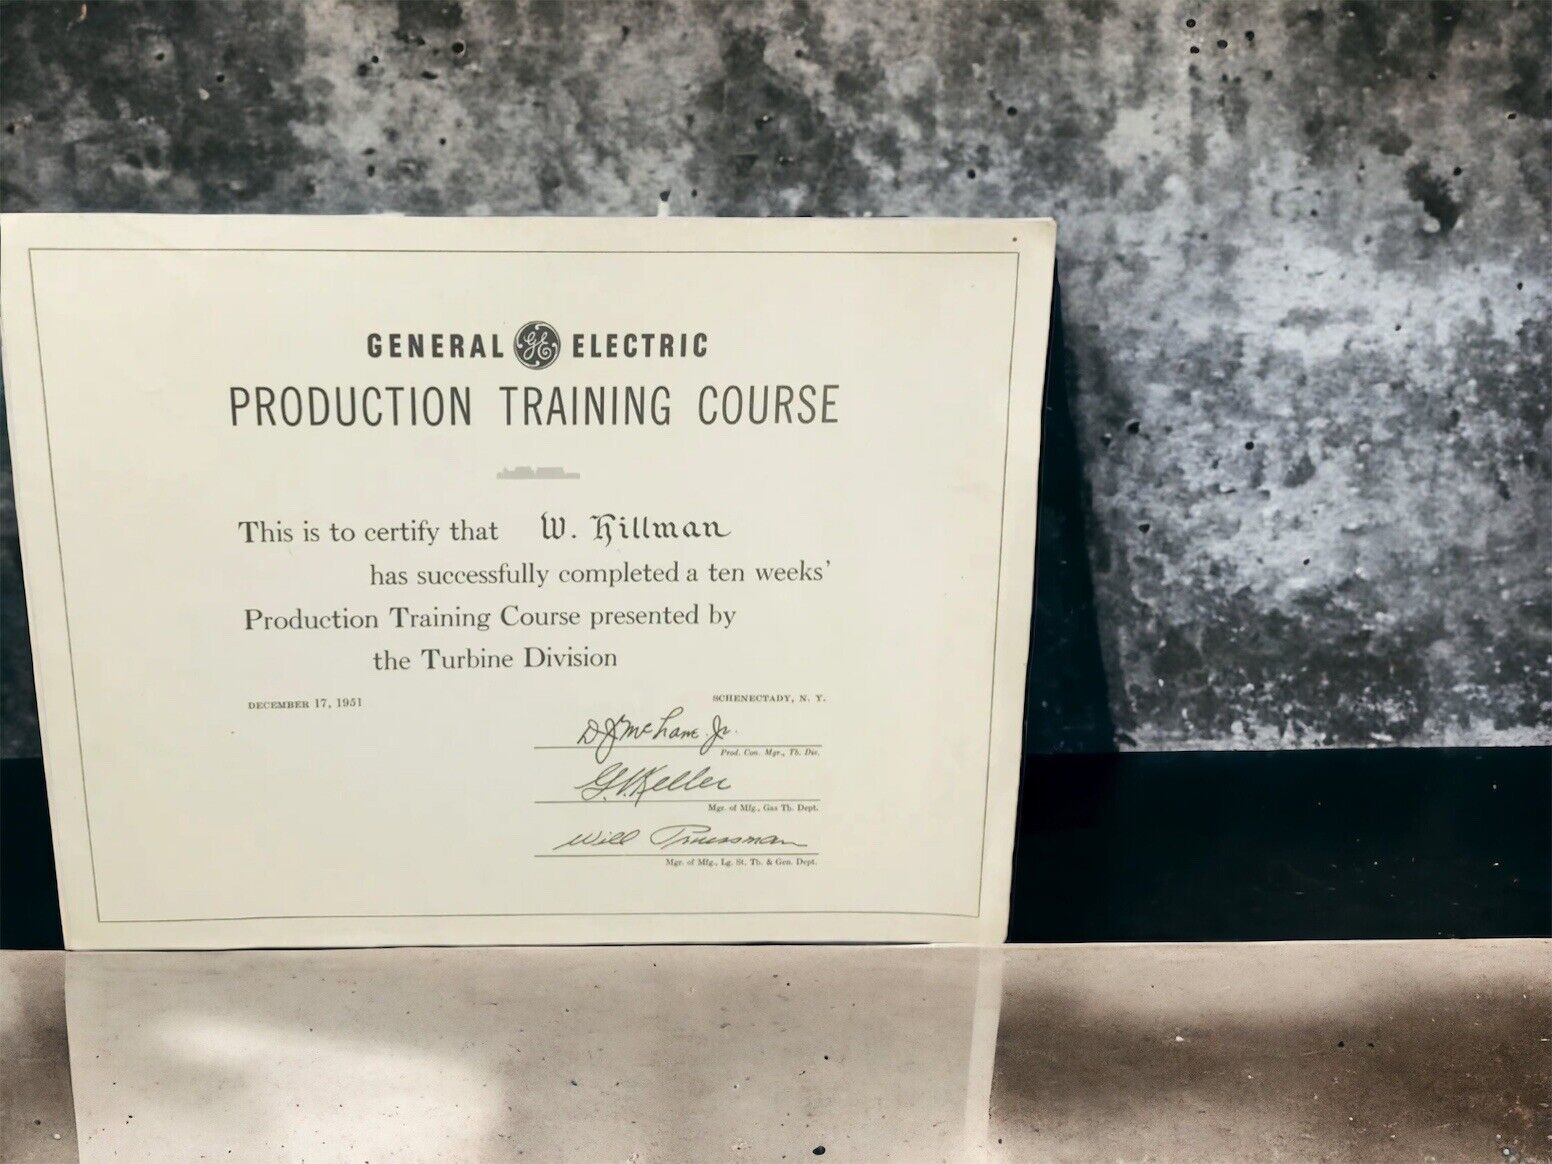 GENERAL GE ELECTRIC
PRODUCTION TRAINING COURSE
This is to certify that W. Hillman
has successfully completed a ten weeks'
Production Training Course presented by
the Turbine Division
DECEMBER 17, 1951 SCHENECTADY, N. Y.
Prod. Con. Mgr., Tb. Div.
G. V. Keller
Mgr. of Mfg., Gas Tb. Dept.
Will
Mgr. of Mfg., Lg. St. Tb. & Gen. Dept.